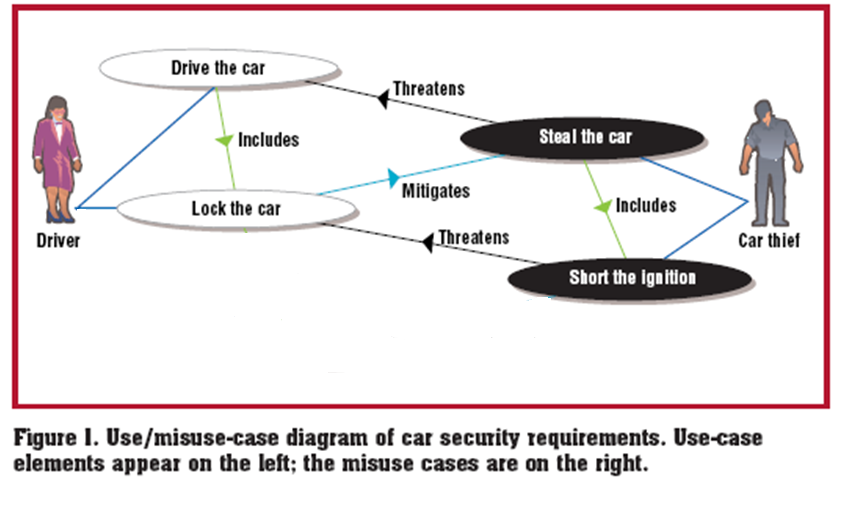 Drive the car
Threatens
Steal the car
Includes
Mitigates
Lock the car
Includes
Driver
Threatens
Car thief
Short the Ignition
Figure 1. Use/misuse-case diagram of car security requirements. Use-case
elements appear on the left; the misuse cases are on the right.